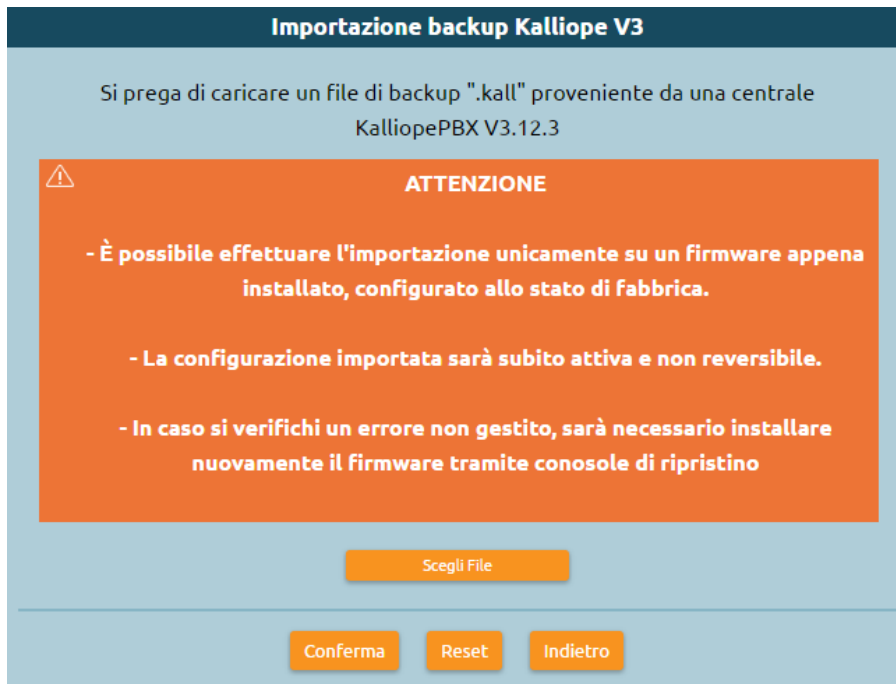 Importazione backup Kalliope V3
Si prega di caricare un file di backup ".kall" proveniente da una centrale
KalliopePBX V3.12.3
ATTENZIONE
- È possibile effettuare l'importazione unicamente su un firmware appena
installato, configurato allo stato di fabbrica.
- La configurazione importata sarà subito attiva e non reversibile.
- In caso si verifichi un errore non gestito, sarà necessario installare
nuovamente il firmware tramite conosole di ripristino
Scegli File
Conferma Reset Indietro